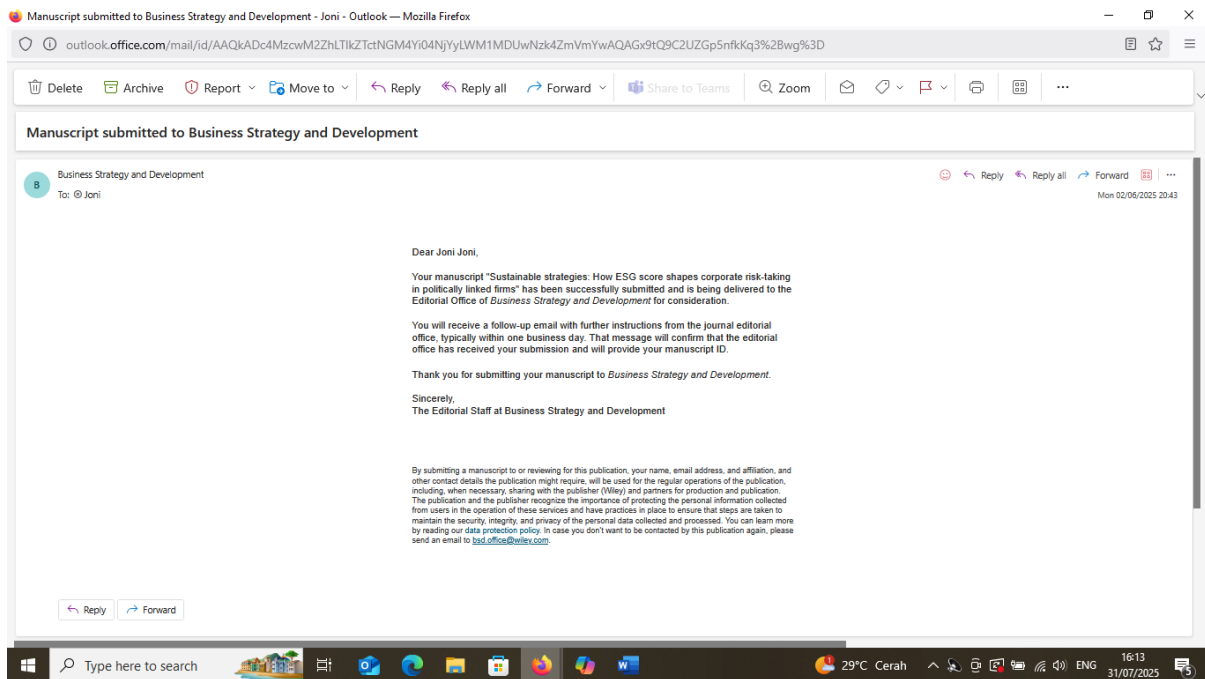 Manuscript submitted to Business Strategy and Development - Joni - Outlook — Mozilla Firefox
outlook.office.com/mail/id/AAQkADc4MzcwM2ZhLTlkZTctNGM4Yi04NjYyLWM1MDUwNzk4ZmVmYwAQAGx9tQ9C2UZGp5nfkKq3%2Bwg%3D
Delete Archive Report Move to Reply Reply all Forward Share to Teams Zoom
Manuscript submitted to Business Strategy and Development
B
Business Strategy and Development
Reply Reply all Forward
To: Joni
Mon 02/06/2025 20:43
Dear Joni Joni,
Your manuscript "Sustainable strategies: How ESG score shapes corporate risk-taking
in politically linked firms" has been successfully submitted and is being delivered to the
Editorial Office of Business Strategy and Development for consideration.
You will receive a follow-up email with further instructions from the journal editorial
office, typically within one business day. That message will confirm that the editorial
office has received your submission and will provide your manuscript ID.
Thank you for submitting your manuscript to Business Strategy and Development.
Sincerely,
The Editorial Staff at Business Strategy and Development
By submitting a manuscript to or reviewing for this publication, your name, email address, and affiliation, and
other contact details the publication might require, will be used for the regular operations of the publication,
including, when necessary, sharing with the publisher (Wiley) and partners for production and publication.
The publication and the publisher recognize the importance of protecting the personal information collected
from users in the operation of these services and have practices in place to ensure that steps are taken to
maintain the security, integrity, and privacy of the personal data collected and processed. You can learn more
by reading our data protection policy. In case you don't want to be contacted by this publication again, please
send an email to bsd.office@wiley.com.
Reply Forward
Type here to search
29°C Cerah
ENG
16:13
31/07/2025
5